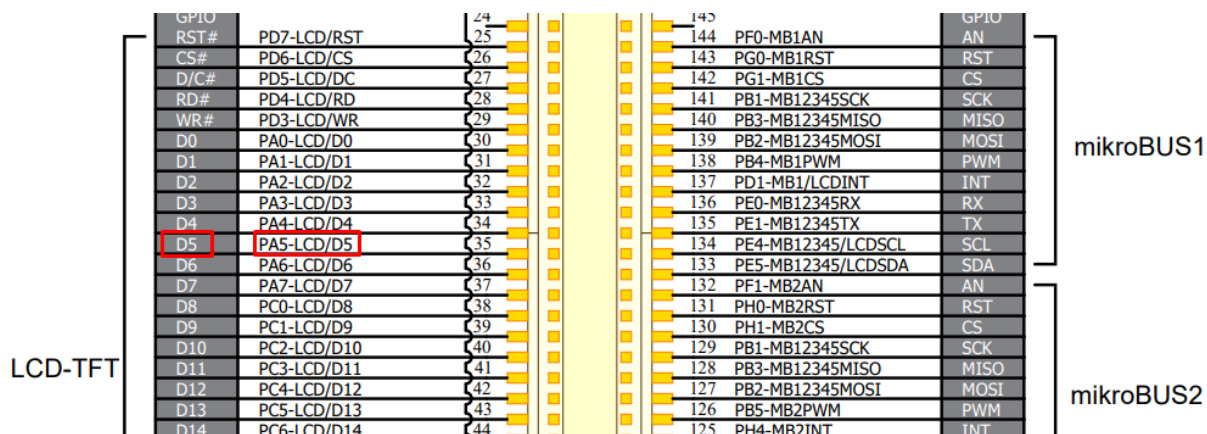 GPIO 24 145 GPIO
RST# PD7-LCD/RST 25 144 PF0-MB1AN AN
CS# PD6-LCD/CS 26 143 PG0-MB1RST RST
D/C# PD5-LCD/DC 27 142 PG1-MB1CS CS
RD# PD4-LCD/RD 28 141 PB1-MB12345SCK SCK
WR# PD3-LCD/WR 29 140 PB3-MB12345MISO MISO
D0 PA0-LCD/D0 30 139 PB2-MB12345MOSI MOSI
mikroBUS1
D1 PA1-LCD/D1 31 138 PB4-MB1PWM PWM
D2 PA2-LCD/D2 32 137 PD1-MB1/LCDINT INT
D3 PA3-LCD/D3 33 136 PE0-MB12345RX RX
D4 PA4-LCD/D4 34 135 PE1-MB12345TX TX
D5 PA5-LCD/D5 35 134 PE4-MB12345/LCDSCL SCL
D6 PA6-LCD/D6 36 133 PE5-MB12345/LCDSDA SDA
D7 PA7-LCD/D7 37 132 PF1-MB2AN AN
D8 PC0-LCD/D8 38 131 PH0-MB2RST RST
D9 PC1-LCD/D9 39 130 PH1-MB2CS CS
D10 PC2-LCD/D10 40 129 PB1-MB12345SCK SCK
LCD-TFT
D11 PC3-LCD/D11 41 128 PB3-MB12345MISO MISO
D12 PC4-LCD/D12 42 127 PB2-MB12345MOSI MOSI
mikroBUS2
D13 PC5-LCD/D13 43 126 PB5-MB2PWM PWM
D14 PC6-LCD/D14 44 125 PH4-MB2INT INT